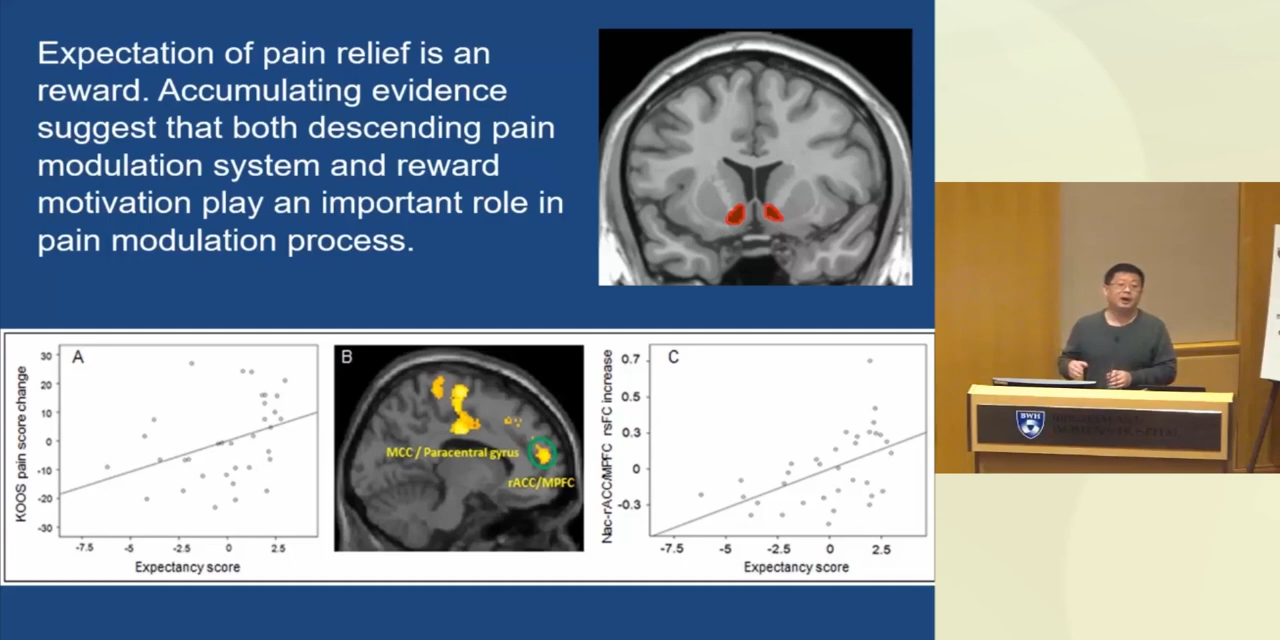 Expectation of pain relief is an
reward. Accumulating evidence
suggest that both descending pain
modulation system and reward
motivation play an important role in
pain modulation process.
A
KOOS pain score change
30
20
10
0
-10
-20
-30
-7.5 -5 -2.5 0 2.5
Expectancy score
B
MCC / Paracentral gyrus
rACC/MPFC
C
Nac-rACC/MPFC rsFC increase
0.7
0.5
0.3
0
-0.3
-7.5 -5 -2.5 0 2.5
Expectancy score
BWH